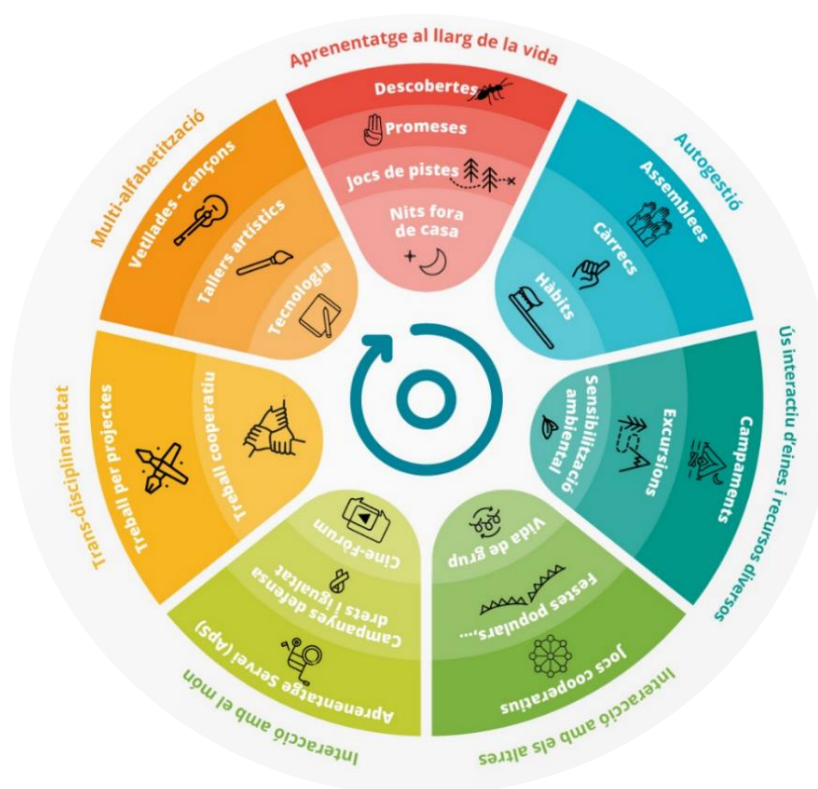 Aprenentatge al llarg de la vida
Descobertes
Promeses
Jocs de pistes
Nits fora
de casa
Autogestió
Assemblees
Càrrecs
Hàbits
Ús interactiu d'eines i recursos diversos
Campaments
Excursions
Sensibilització
ambiental
Interacció amb els altres
Jocs cooperatius
Festes populars,...
Vida de grup
Interacció amb el món
Aprenentatge Servei (ApS)
Campanyes defensa
drets i igualtat
Cine-Fòrum
Trans-disciplinarietat
Treball per projectes
Treball cooperatiu
Multi-alfabetització
Vetllades - cançons
Tallers artístics
Tecnologia